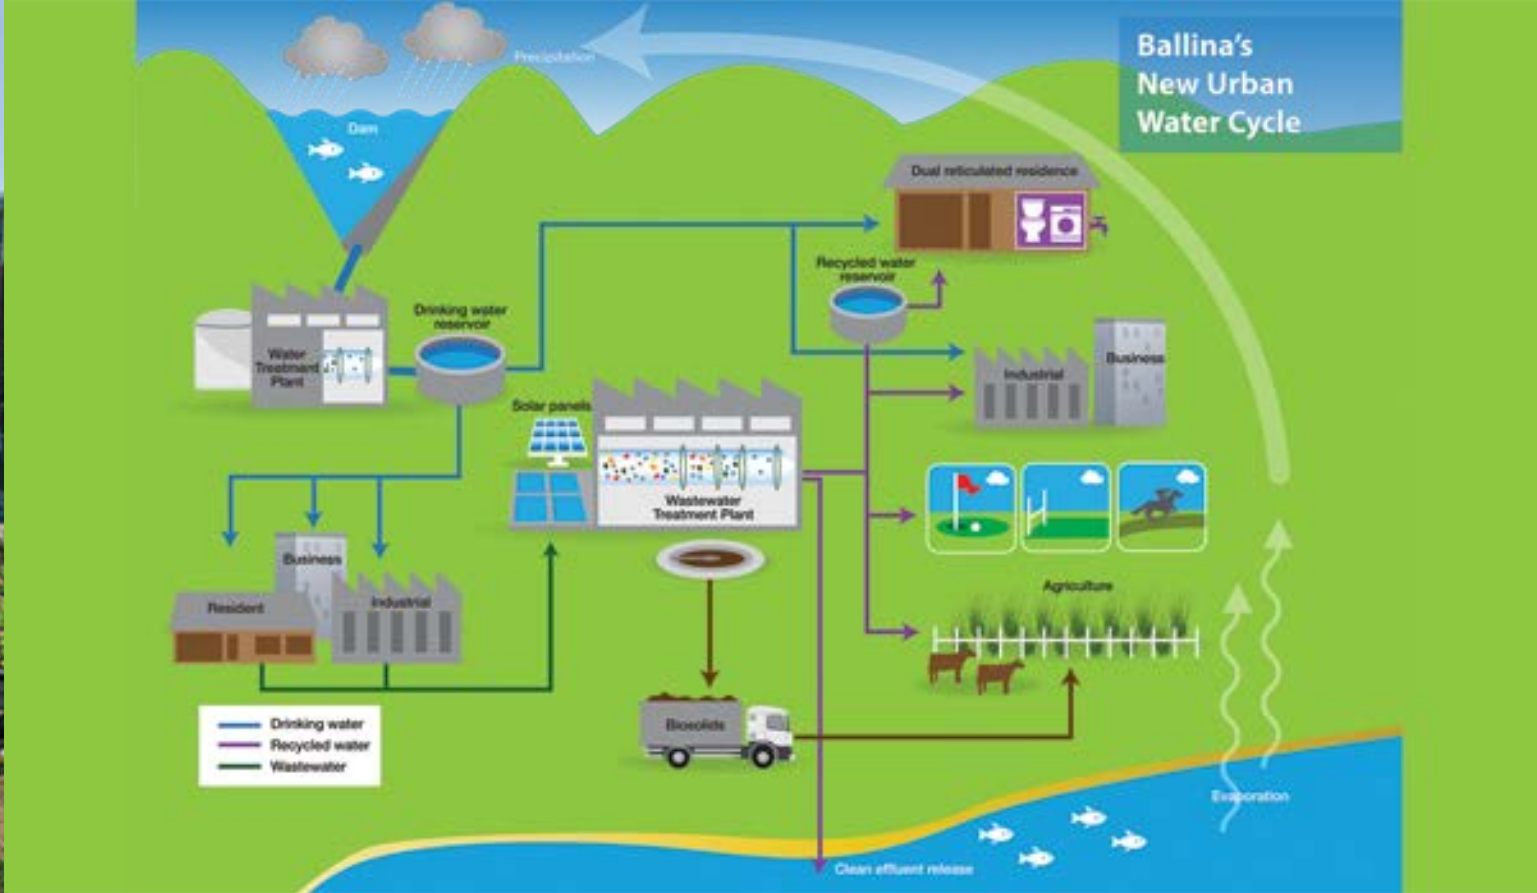 Ballina's
New Urban
Water Cycle
Precipitation
Dam
Dual reticulated residence
Recycled water
reservoir
Drinking water
reservoir
Water
Treatment
Plant
Business
Industrial
Solar panels
Wastewater
Treatment Plant
Business
Resident
Industrial
Agriculture
Biosolids
Drinking water
Recycled water
Wastewater
Evaporation
Clean effluent release